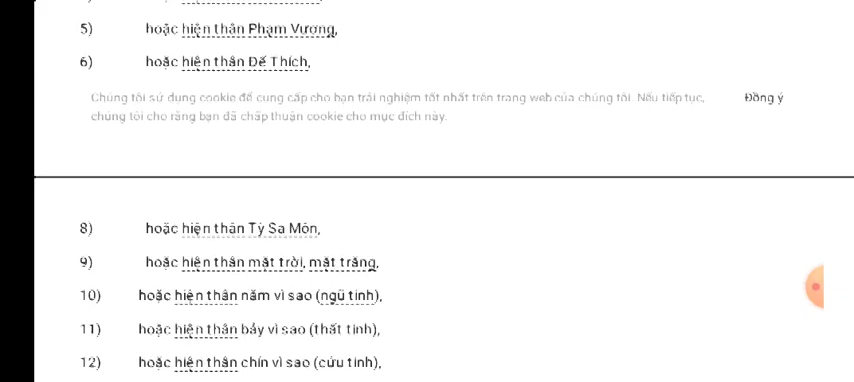 5) hoặc hiện thân Phạm Vương,
6) hoặc hiện thân Đế Thích,
Chúng tôi sử dụng cookie để cung cấp cho bạn trải nghiệm tốt nhất trên trang web của chúng tôi. Nếu tiếp tục, Đồng ý
chúng tôi cho rằng bạn đã chấp thuận cookie cho mục đích này.
8) hoặc hiện thân Tỳ Sa Môn,
9) hoặc hiện thân mặt trời, mặt trăng,
10) hoặc hiện thân năm vì sao (ngũ tinh),
11) hoặc hiện thân bảy vì sao (thất tinh),
12) hoặc hiện thân chín vì sao (cửu tinh),